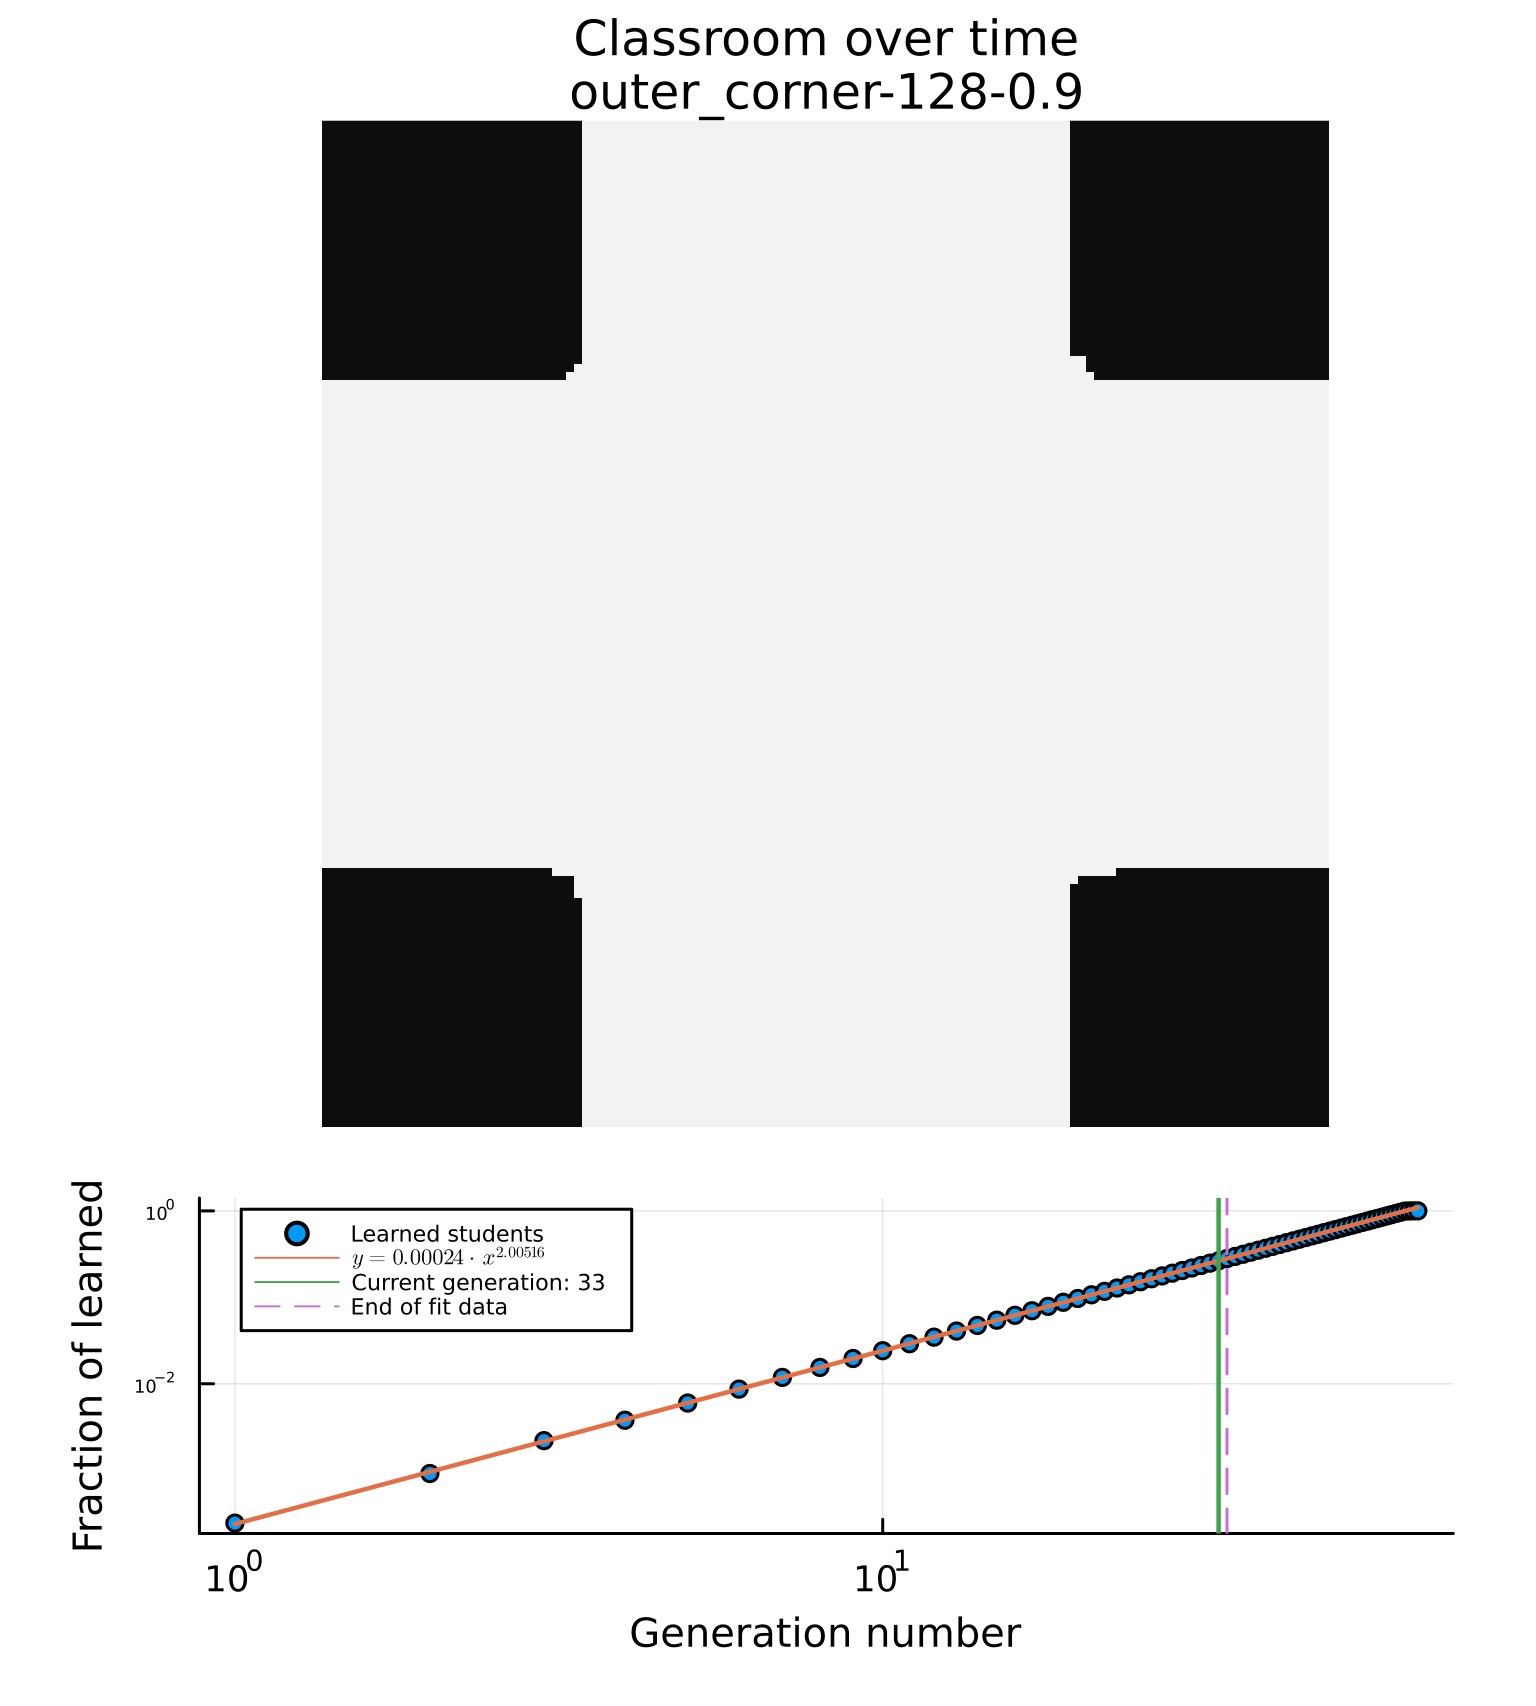 Classroom over time
outer_corner-128-0.9
Fraction of learned
10^0
10^-2
Learned students
y = 0.00024 · x^2.00516
Current generation: 33
End of fit data
10^0
10^1
Generation number